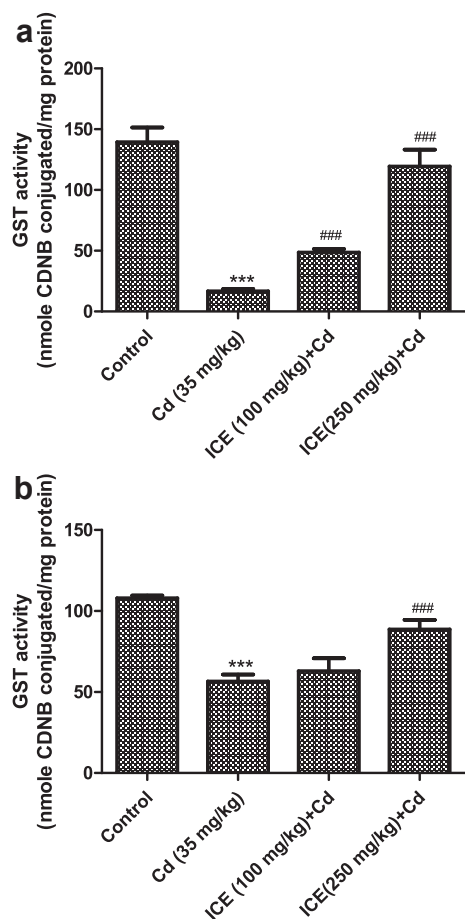 a
GST activity
(nmole CDNB conjugated/mg protein)
200
150
100
50
0
***
###
###
Control
Cd (35 mg/kg)
ICE (100 mg/kg)+Cd
ICE(250 mg/kg)+Cd
b
GST activity
(nmole CDNB conjugated/mg protein)
150
100
50
0
***
###
Control
Cd (35 mg/kg)
ICE (100 mg/kg)+Cd
ICE(250 mg/kg)+Cd